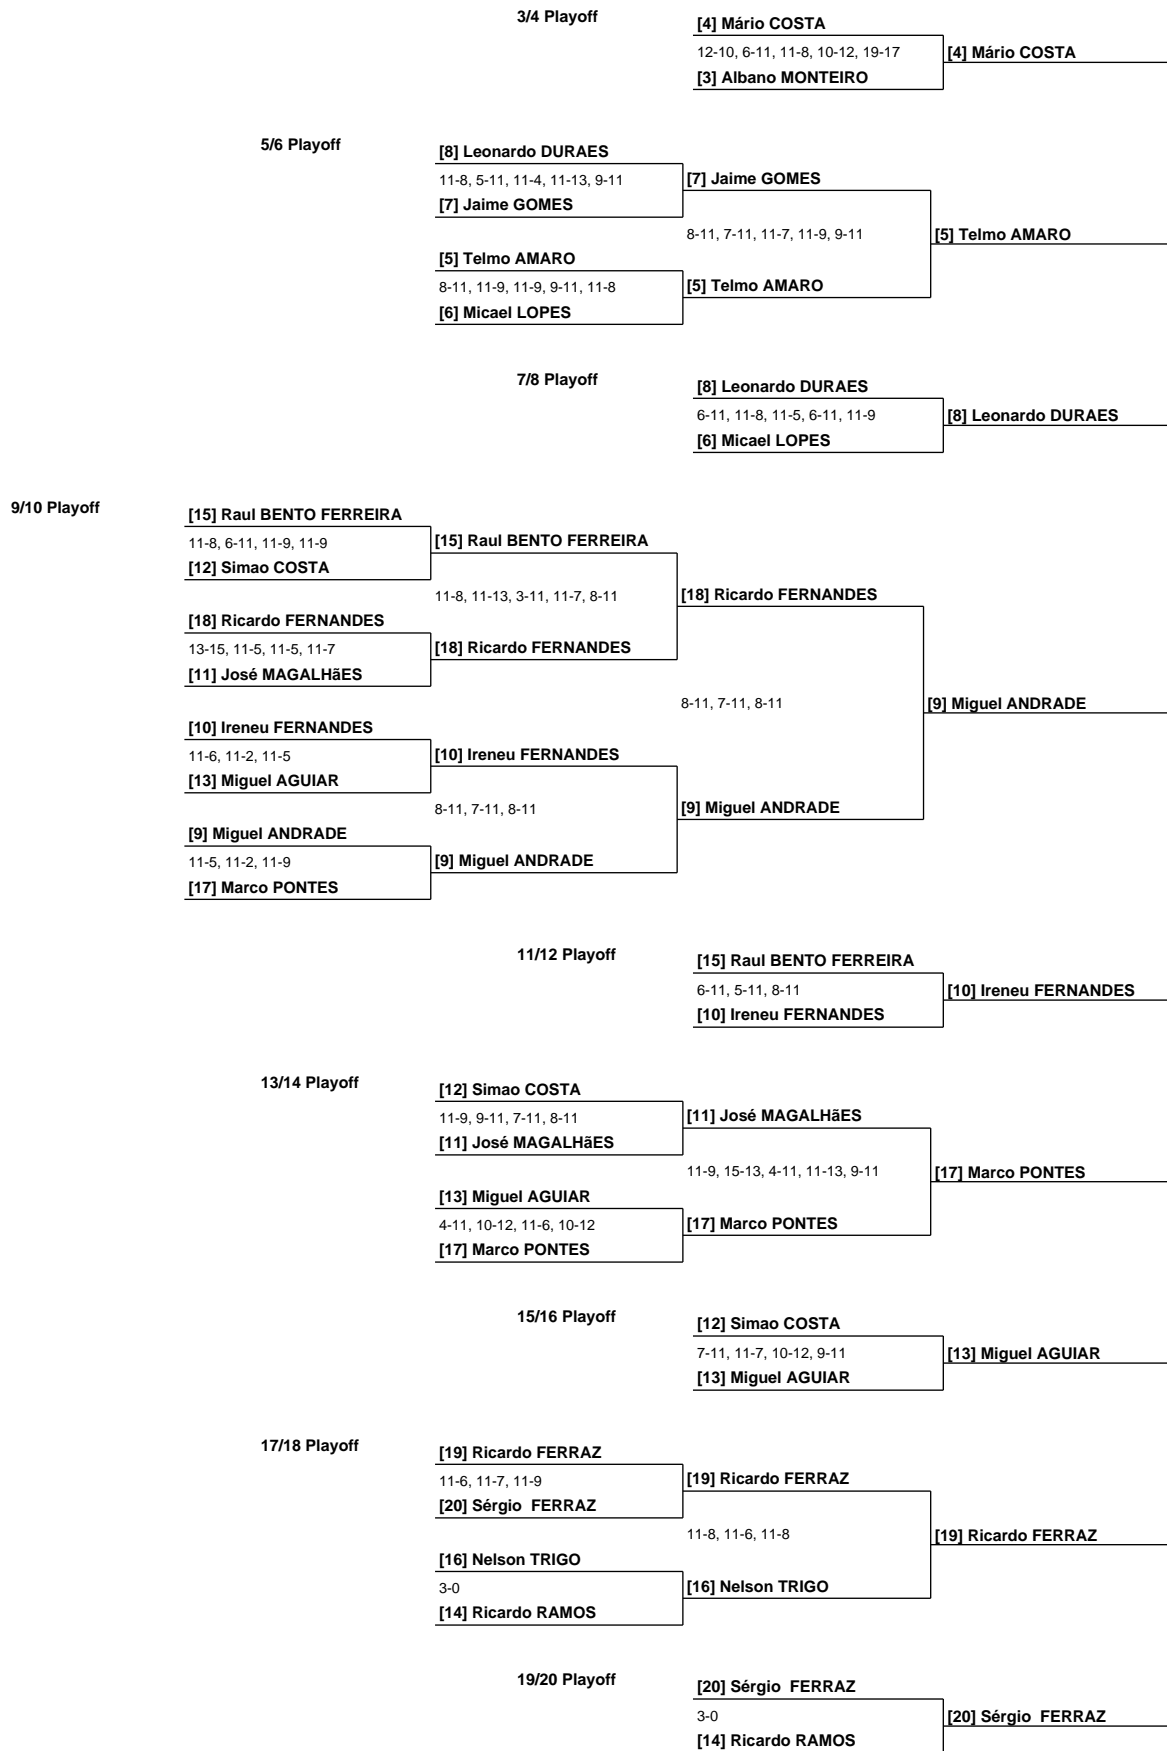 3/4 Playoff
[4] Mário COSTA
12-10, 6-11, 11-8, 10-12, 19-17
[4] Mário COSTA
[3] Albano MONTEIRO
5/6 Playoff
[8] Leonardo DURAES
11-8, 5-11, 11-4, 11-13, 9-11
[7] Jaime GOMES
[7] Jaime GOMES
8-11, 7-11, 11-7, 11-9, 9-11
[5] Telmo AMARO
[5] Telmo AMARO
8-11, 11-9, 11-9, 9-11, 11-8
[5] Telmo AMARO
[6] Micael LOPES
7/8 Playoff
[8] Leonardo DURAES
6-11, 11-8, 11-5, 6-11, 11-9
[8] Leonardo DURAES
[6] Micael LOPES
9/10 Playoff
[15] Raul BENTO FERREIRA
11-8, 6-11, 11-9, 11-9
[15] Raul BENTO FERREIRA
[12] Simao COSTA
11-8, 11-13, 3-11, 11-7, 8-11
[18] Ricardo FERNANDES
[18] Ricardo FERNANDES
13-15, 11-5, 11-5, 11-7
[18] Ricardo FERNANDES
[11] José MAGALHãES
8-11, 7-11, 8-11
[9] Miguel ANDRADE
[10] Ireneu FERNANDES
11-6, 11-2, 11-5
[10] Ireneu FERNANDES
[13] Miguel AGUIAR
8-11, 7-11, 8-11
[9] Miguel ANDRADE
[9] Miguel ANDRADE
11-5, 11-2, 11-9
[9] Miguel ANDRADE
[17] Marco PONTES
11/12 Playoff
[15] Raul BENTO FERREIRA
6-11, 5-11, 8-11
[10] Ireneu FERNANDES
[10] Ireneu FERNANDES
13/14 Playoff
[12] Simao COSTA
11-9, 9-11, 7-11, 8-11
[11] José MAGALHãES
[11] José MAGALHãES
11-9, 15-13, 4-11, 11-13, 9-11
[17] Marco PONTES
[13] Miguel AGUIAR
4-11, 10-12, 11-6, 10-12
[17] Marco PONTES
[17] Marco PONTES
15/16 Playoff
[12] Simao COSTA
7-11, 11-7, 10-12, 9-11
[13] Miguel AGUIAR
[13] Miguel AGUIAR
17/18 Playoff
[19] Ricardo FERRAZ
11-6, 11-7, 11-9
[19] Ricardo FERRAZ
[20] Sérgio  FERRAZ
11-8, 11-6, 11-8
[19] Ricardo FERRAZ
[16] Nelson TRIGO
3-0
[16] Nelson TRIGO
[14] Ricardo RAMOS
19/20 Playoff
[20] Sérgio  FERRAZ
3-0
[20] Sérgio  FERRAZ
[14] Ricardo RAMOS